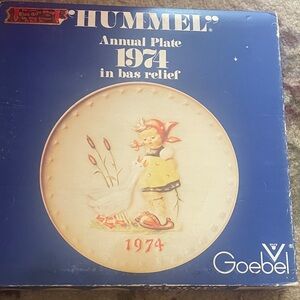 "HUMMEL"®
Annual Plate
1974
in bas relief
1974
Goebel